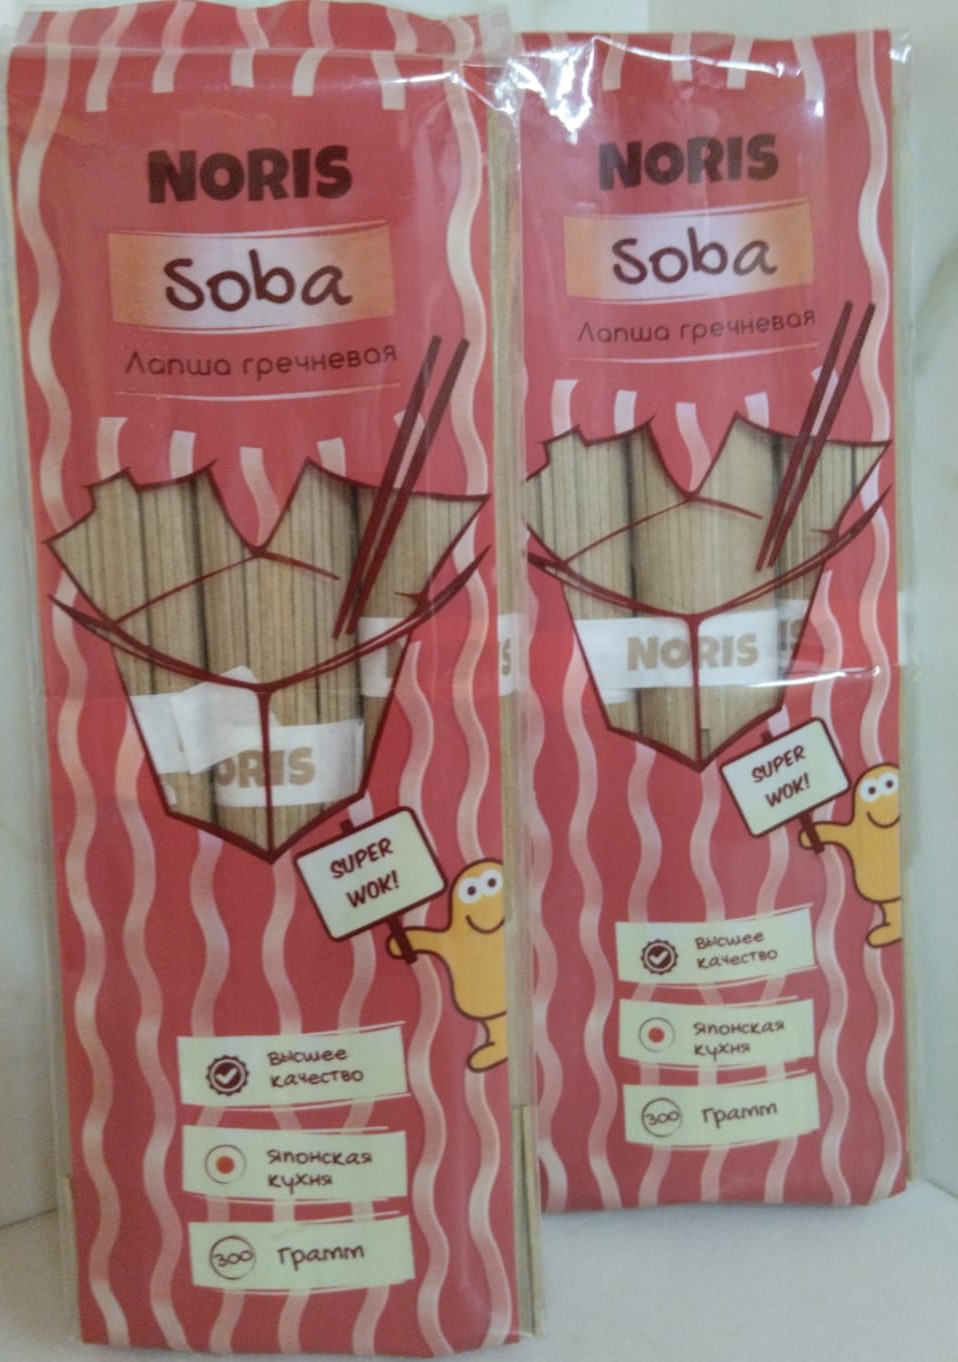 NORIS
Soba
Лапша гречневая
NORIS
SUPER
WOK!
Высшее
качество
Японская
кухня
300 Грамм
NORIS
Soba
Лапша гречневая
NORIS
SUPER
WOK!
Высшее
качество
Японская
кухня
300 Грамм